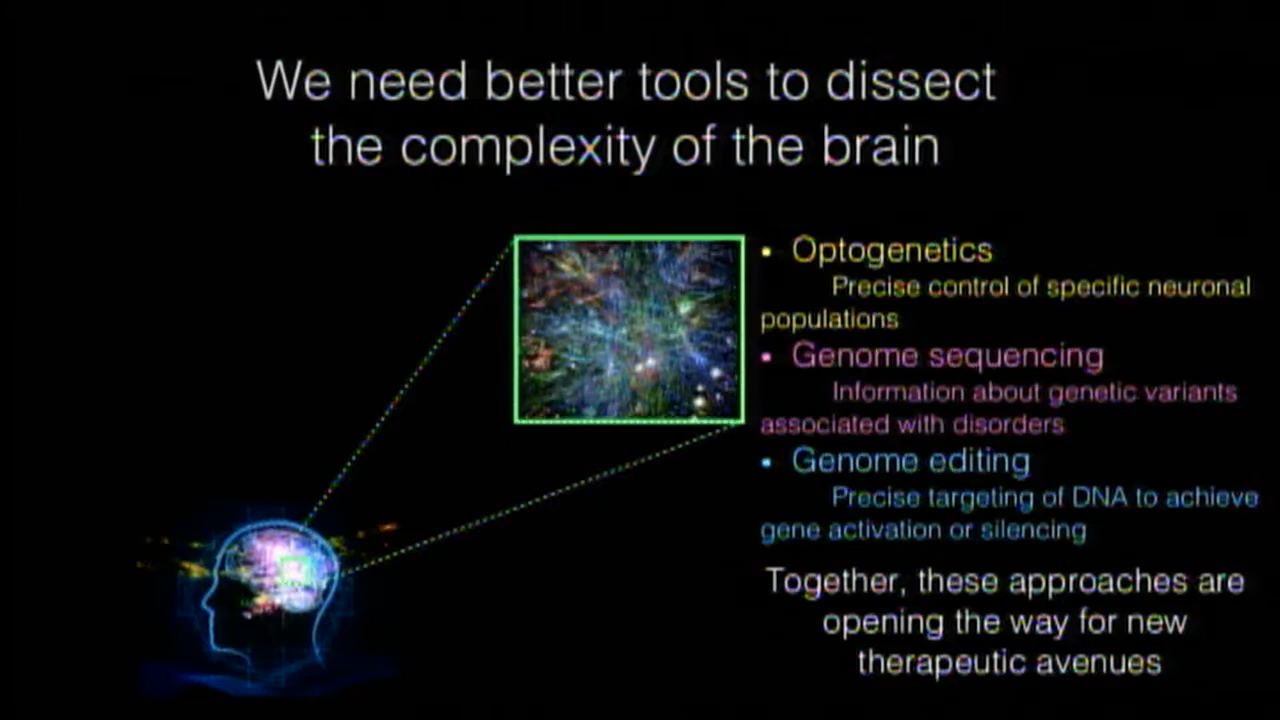 We need better tools to dissect
the complexity of the brain
• Optogenetics
Precise control of specific neuronal
populations
• Genome sequencing
Information about genetic variants
associated with disorders
• Genome editing
Precise targeting of DNA to achieve
gene activation or silencing
Together, these approaches are
opening the way for new
therapeutic avenues